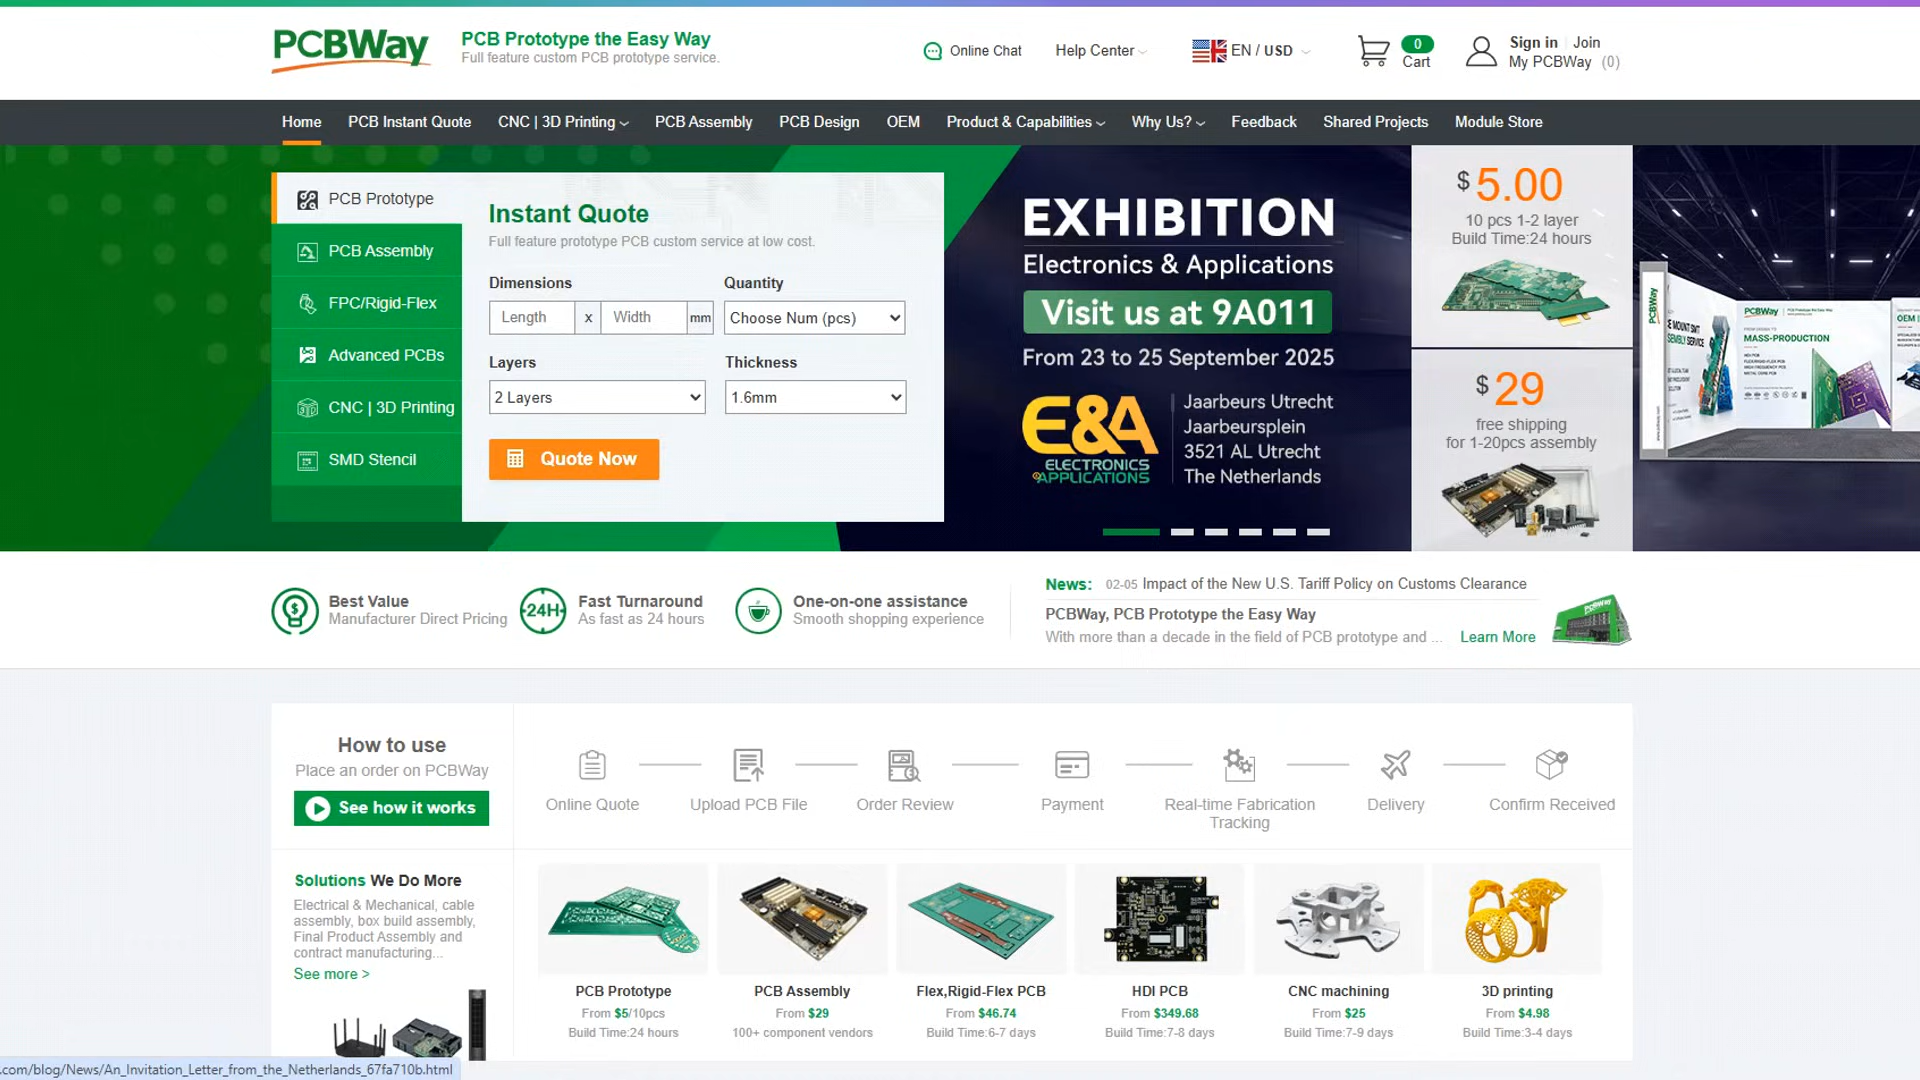 PCBWay
PCB Prototype the Easy Way
Full feature custom PCB prototype service.
Online Chat
Help Center
EN / USD
0
Cart
Sign in Join
My PCBWay (0)
Home PCB Instant Quote CNC | 3D Printing PCB Assembly PCB Design OEM Product & Capabilities Why Us? Feedback Shared Projects Module Store
PCB Prototype
PCB Assembly
FPC/Rigid-Flex
Advanced PCBs
CNC | 3D Printing
SMD Stencil
Instant Quote
Full feature prototype PCB custom service at low cost.
Dimensions
Length x Width mm
Quantity
Choose Num (pcs)
Layers
2 Layers
Thickness
1.6mm
Quote Now
EXHIBITION
Electronics & Applications
Visit us at 9A011
From 23 to 25 September 2025
E&A
ELECTRONICS
&APPLICATIONS
Jaarbeurs Utrecht
Jaarbeursplein
3521 AL Utrecht
The Netherlands
$ 5.00
10 pcs 1-2 layer
Build Time:24 hours
$ 29
free shipping
for 1-20pcs assembly
PCBWay
PCBWay
MASS-PRODUCTION
Best Value
Manufacturer Direct Pricing
24H
Fast Turnaround
As fast as 24 hours
One-on-one assistance
Smooth shopping experience
News: 02-05 Impact of the New U.S. Tariff Policy on Customs Clearance
PCBWay, PCB Prototype the Easy Way
With more than a decade in the field of PCB prototype and ... Learn More
PCBWay
How to use
Place an order on PCBWay
See how it works
Online Quote
Upload PCB File
Order Review
Payment
Real-time Fabrication
Tracking
Delivery
Confirm Received
Solutions We Do More
Electrical & Mechanical, cable
assembly, box build assembly,
Final Product Assembly and
contract manufacturing...
See more >
PCB Prototype
From $5/10pcs
Build Time:24 hours
PCB Assembly
From $29
100+ component vendors
Flex,Rigid-Flex PCB
From $46.74
Build Time:6-7 days
HDI PCB
From $349.68
Build Time:7-8 days
CNC machining
From $25
Build Time:7-9 days
3D printing
From $4.98
Build Time:3-4 days
.com/blog/News/An_Invitation_Letter_from_the_Netherlands_67fa710b.html